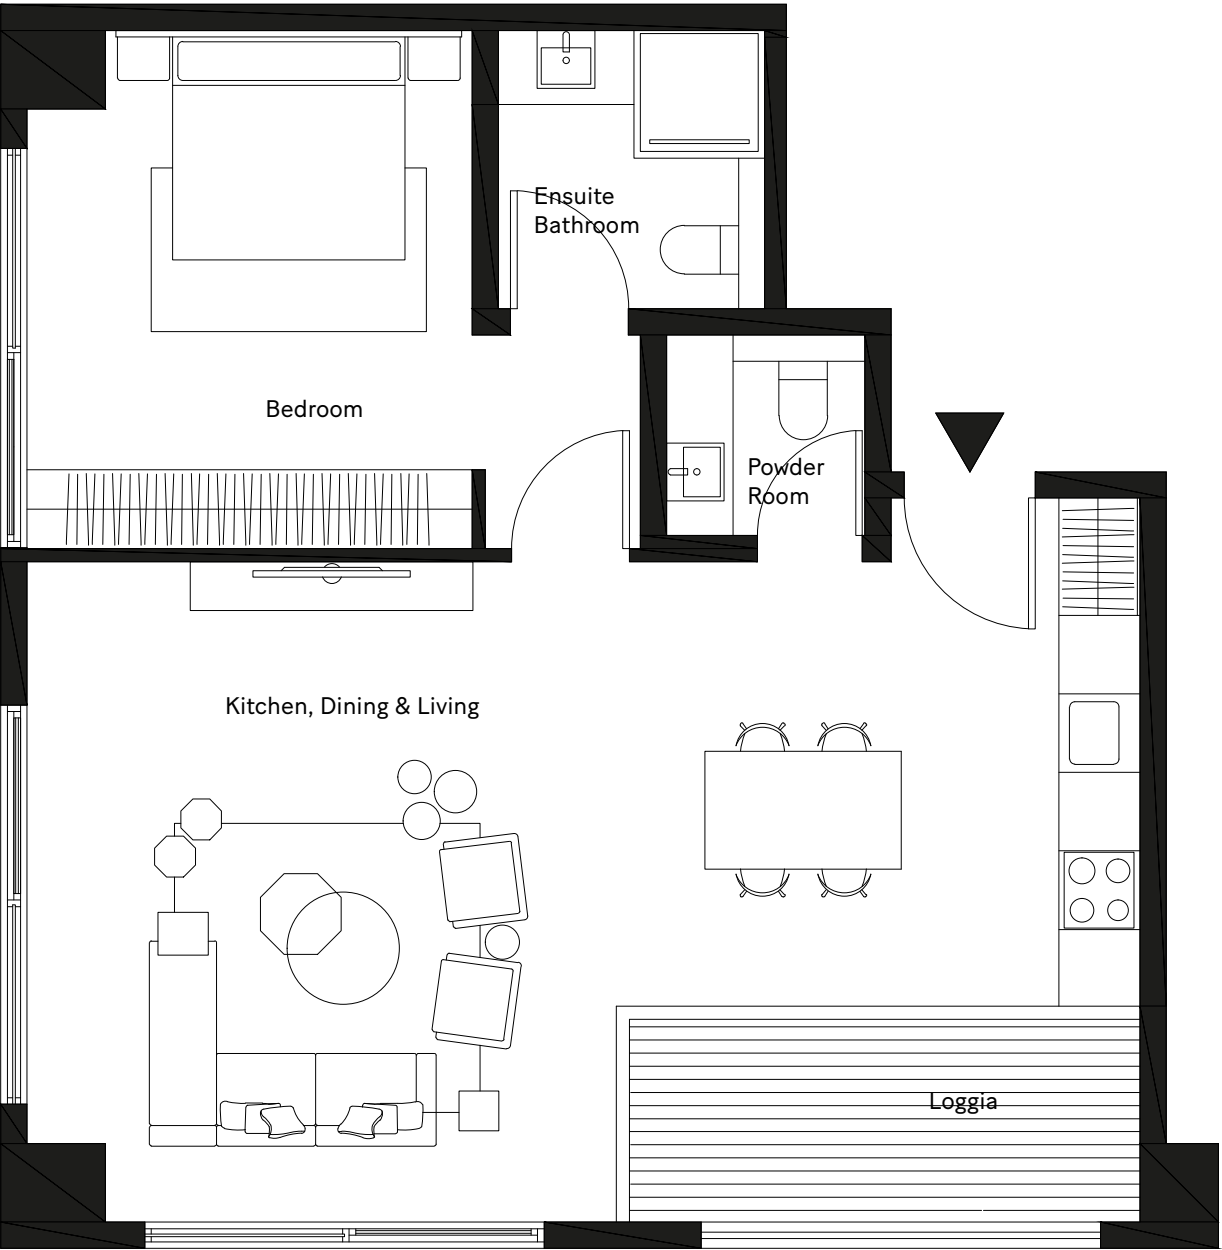 Ensuite
Bathroom
Bedroom
Powder
Room
Kitchen, Dining & Living
Loggia